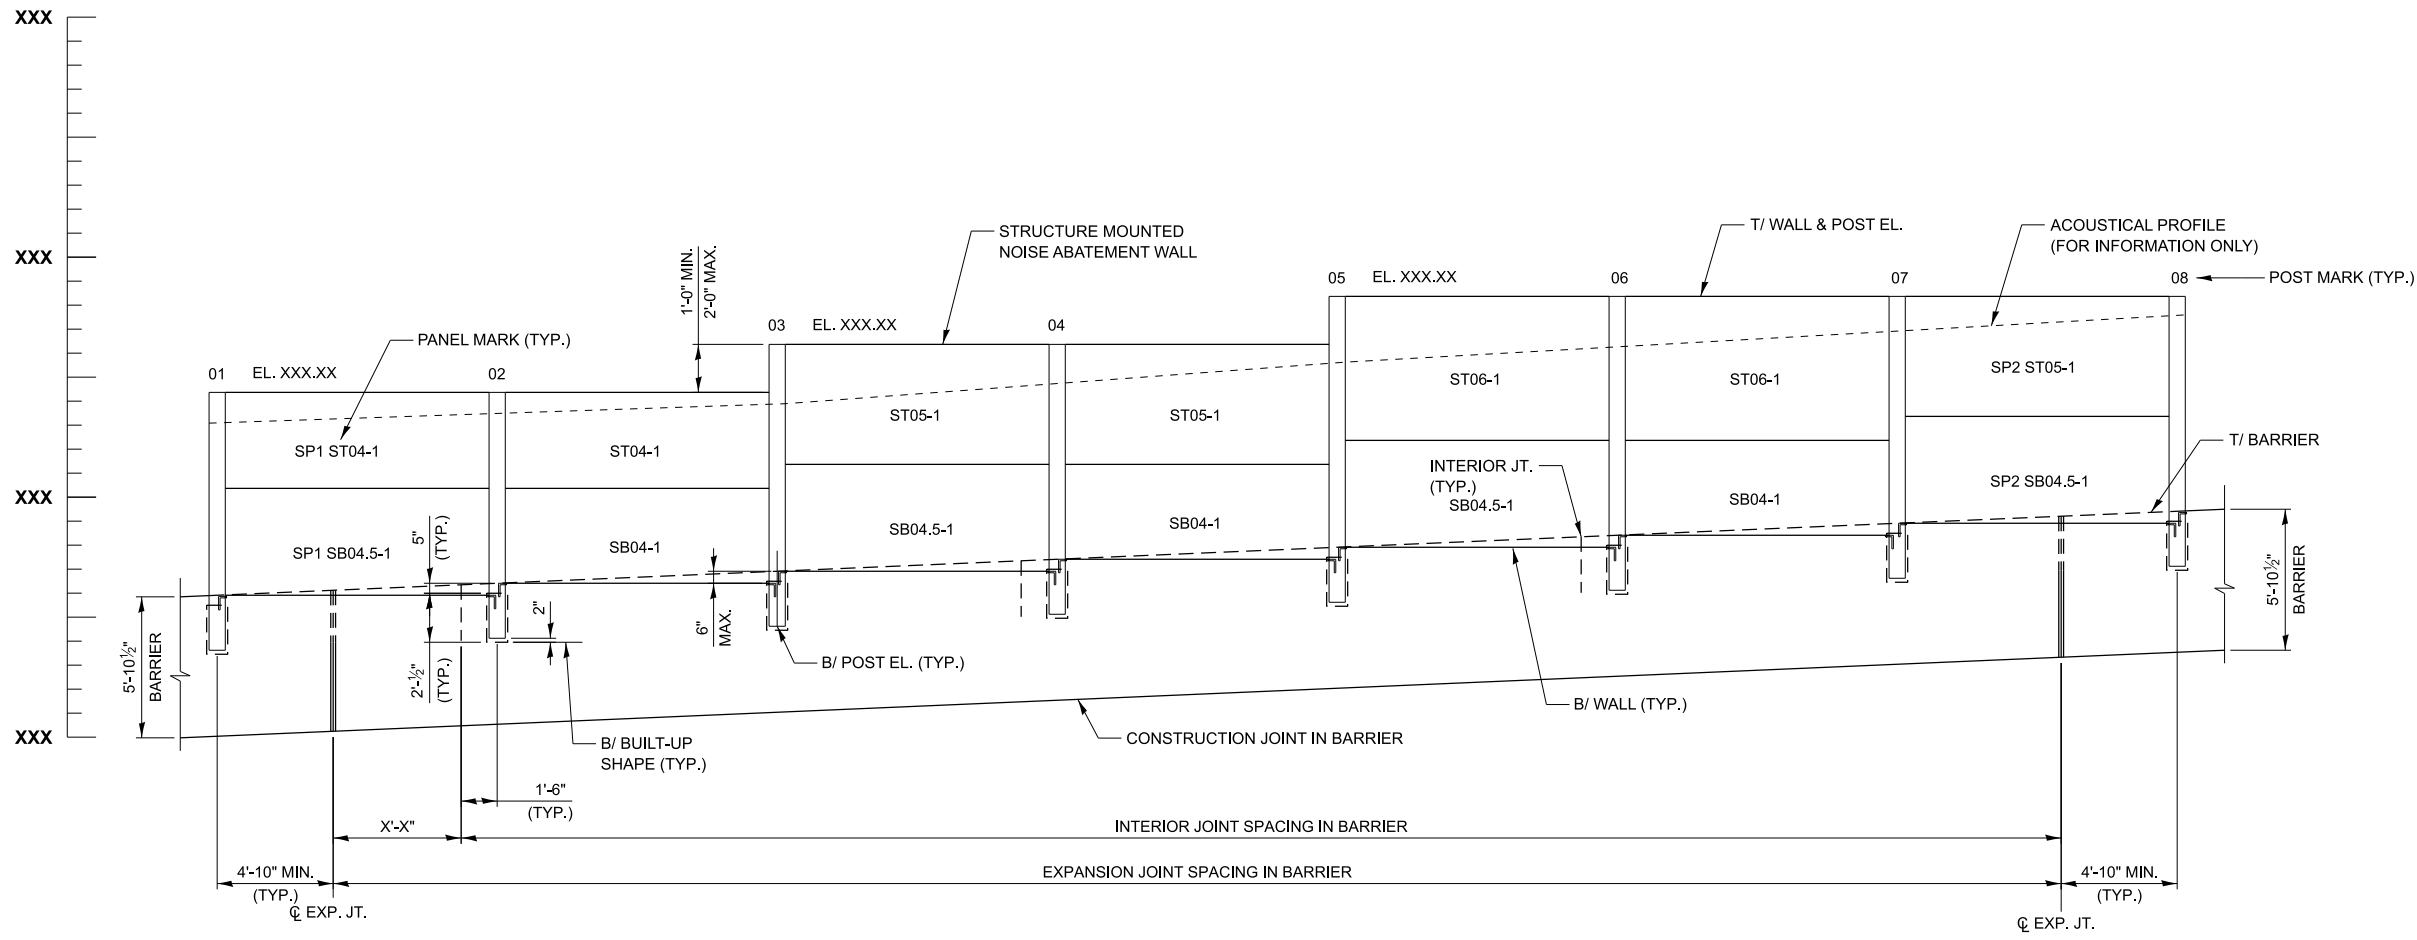 XXX
XXX
XXX
XXX
STRUCTURE MOUNTED
NOISE ABATEMENT WALL
T/ WALL & POST EL.
ACOUSTICAL PROFILE
(FOR INFORMATION ONLY)
POST MARK (TYP.)
1'-0" MIN.
2'-0" MAX.
PANEL MARK (TYP.)
01
EL. XXX.XX
02
03
EL. XXX.XX
04
05
EL. XXX.XX
06
07
08
SP1 ST04-1
ST04-1
ST05-1
ST05-1
ST06-1
ST06-1
SP2 ST05-1
T/ BARRIER
INTERIOR JT.
(TYP.)
SP1 SB04.5-1
SB04-1
SB04.5-1
SB04-1
SB04.5-1
SB04-1
SP2 SB04.5-1
5"
(TYP.)
2'-½"
(TYP.)
2"
6"
MAX.
5'-10½"
BARRIER
5'-10½"
BARRIER
B/ POST EL. (TYP.)
B/ WALL (TYP.)
B/ BUILT-UP
SHAPE (TYP.)
CONSTRUCTION JOINT IN BARRIER
1'-6"
(TYP.)
X'-X"
INTERIOR JOINT SPACING IN BARRIER
4'-10" MIN.
(TYP.)
EXPANSION JOINT SPACING IN BARRIER
4'-10" MIN.
(TYP.)
℄ EXP. JT.
℄ EXP. JT.